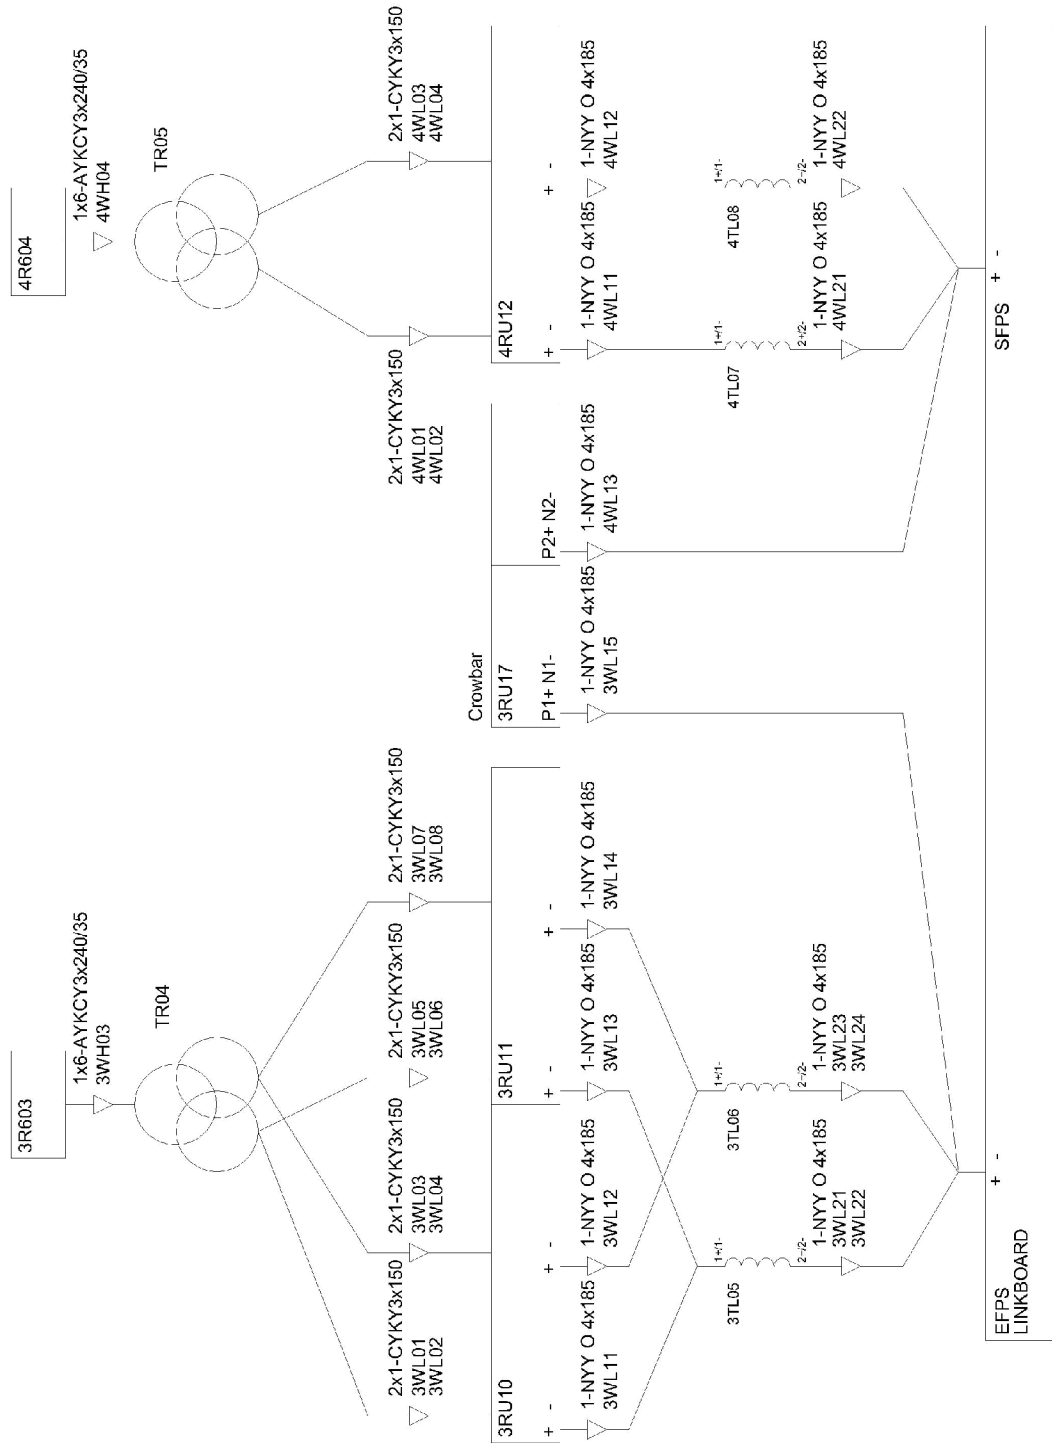 3R603
1x6-AYKCY3x240/35
3WH03
TR04
2x1-CYKY3x150
3WL01
3WL02
2x1-CYKY3x150
3WL03
3WL04
2x1-CYKY3x150
3WL05
3WL06
2x1-CYKY3x150
3WL07
3WL08
3RU10
+ -
+ -
3RU11
+ -
+ -
1-NYY O 4x185
3WL11
1-NYY O 4x185
3WL12
1-NYY O 4x185
3WL13
1-NYY O 4x185
3WL14
1+/1-
3TL05
2+/2-
1+/1-
3TL06
2+/2-
1-NYY O 4x185
3WL21
3WL22
1-NYY O 4x185
3WL23
3WL24
Crowbar
3RU17
P1+ N1-
P2+ N2-
1-NYY O 4x185
3WL15
1-NYY O 4x185
4WL13
4R604
1x6-AYKCY3x240/35
4WH04
TR05
2x1-CYKY3x150
4WL01
4WL02
2x1-CYKY3x150
4WL03
4WL04
4RU12
+ -
+ -
1-NYY O 4x185
4WL11
1-NYY O 4x185
4WL12
1+/1-
4TL07
2+/2-
1+/1-
4TL08
2+/2-
1-NYY O 4x185
4WL21
1-NYY O 4x185
4WL22
+ -
EFPS
LINKBOARD
+ -
SFPS